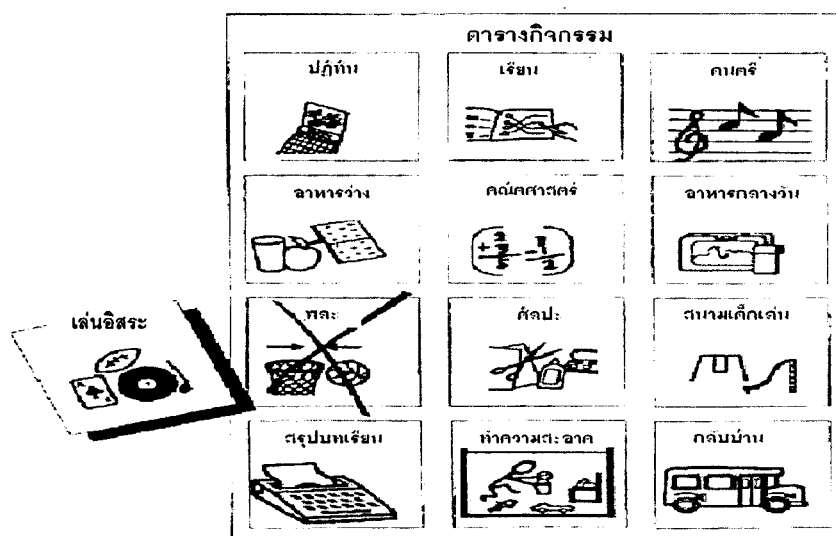 ตารางกิจกรรม
ปฏิทิน
เรียน
ดนตรี
อาหารว่าง
คณิตศาสตร์
อาหารกลางวัน
เล่นอิสระ
พละ
ศิลปะ
สนามเด็กเล่น
สรุปบทเรียน
ทำความสะอาด
กลับบ้าน